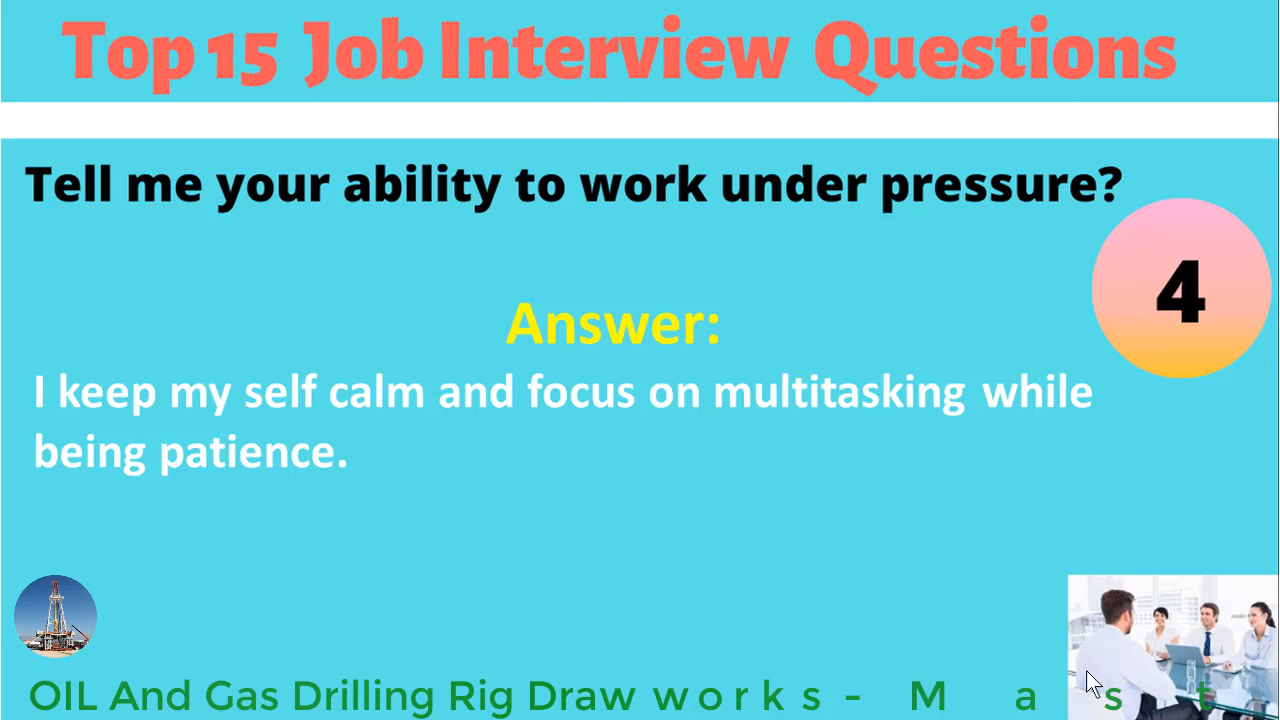 Top 15 Job Interview Questions
Tell me your ability to work under pressure?
4
Answer:
I keep my self calm and focus on multitasking while
being patience.
OIL And Gas Drilling Rig Draw w o r k s - M a s t